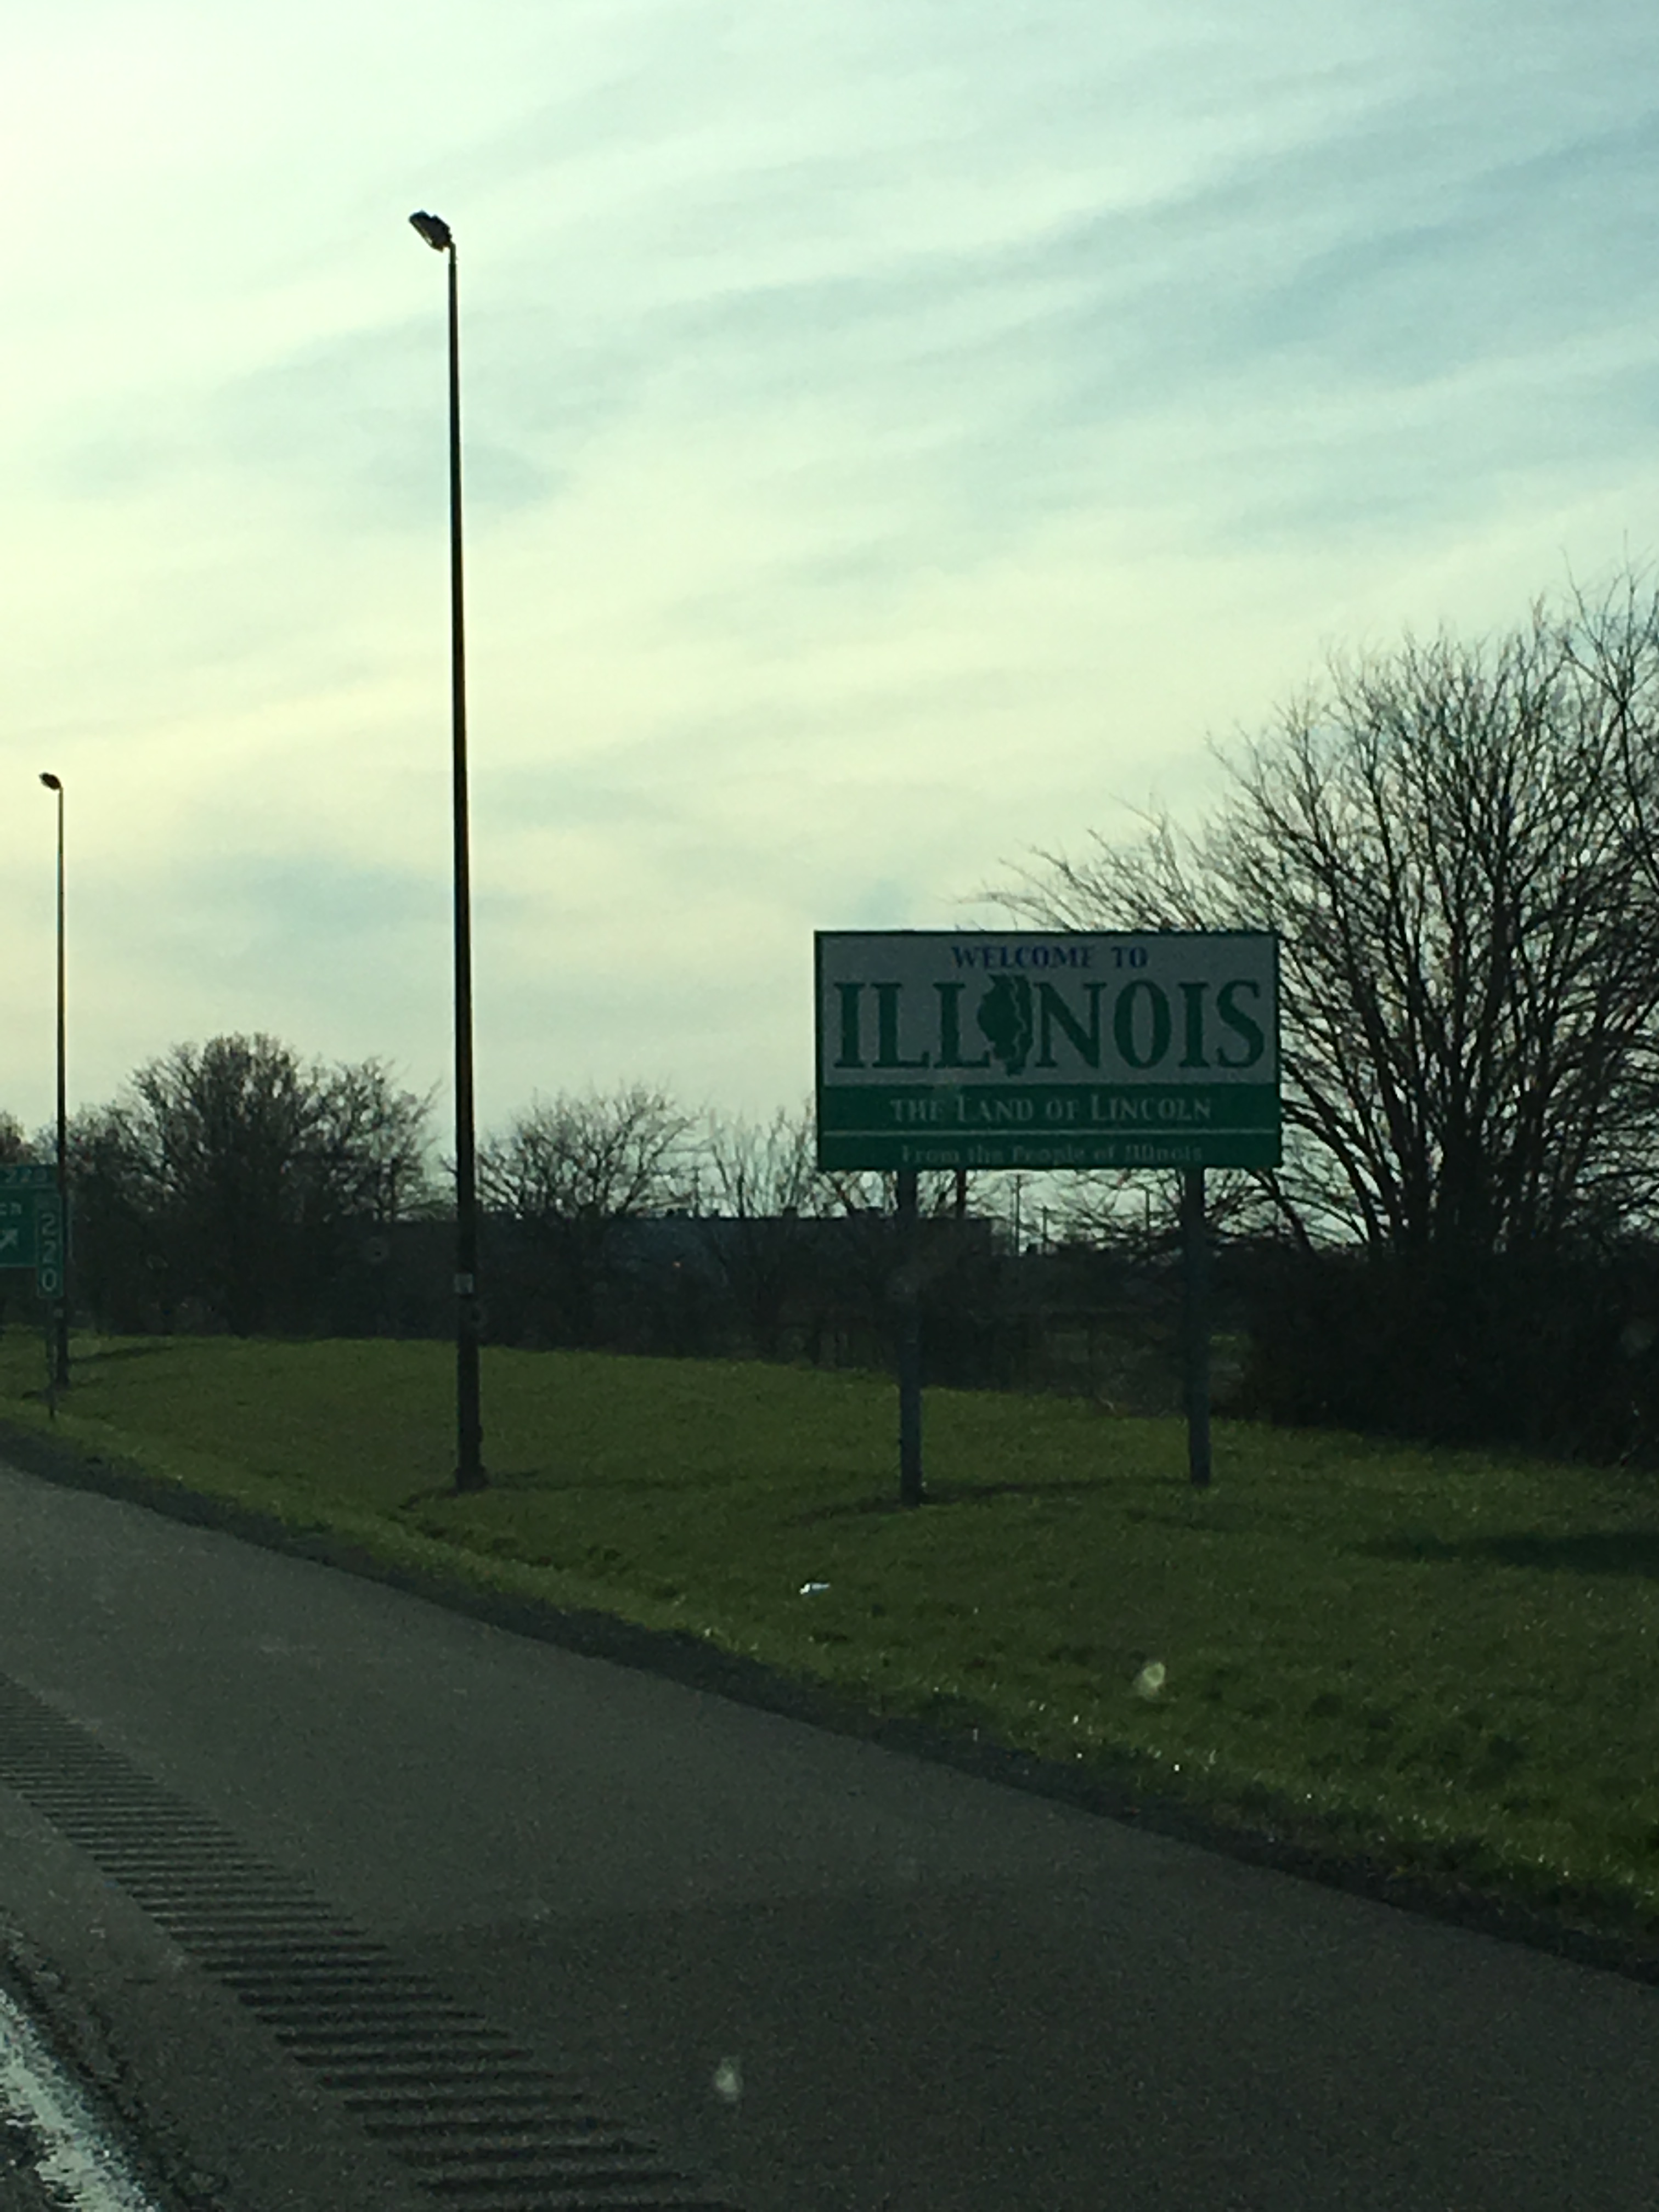 WELCOME TO
ILLINOIS
THE LAND OF LINCOLN
From the People of Illinois
220